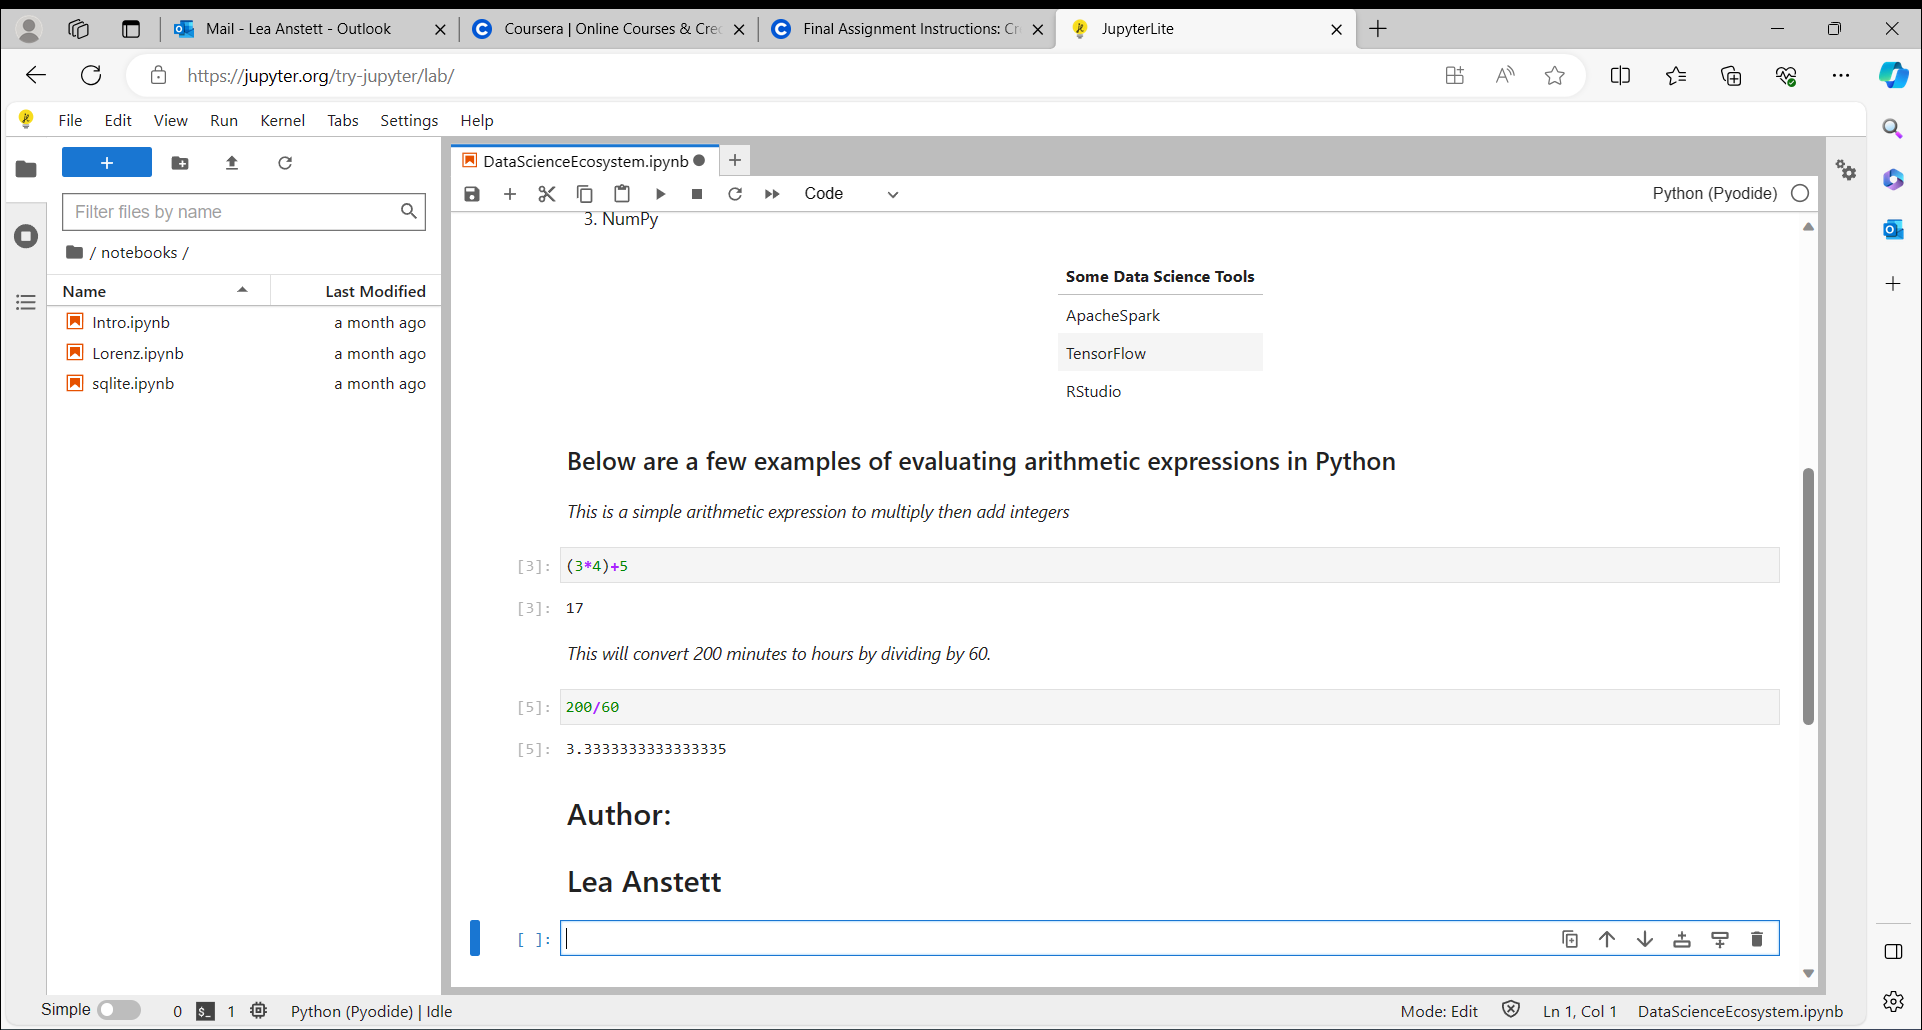 Mail - Lea Anstett - Outlook
Coursera | Online Courses & Cre
Final Assignment Instructions: Cr
JupyterLite
https://jupyter.org/try-jupyter/lab/
File Edit View Run Kernel Tabs Settings Help
DataScienceEcosystem.ipynb
Filter files by name
Code
Python (Pyodide)
/ notebooks /
Name Last Modified
Intro.ipynb a month ago
Lorenz.ipynb a month ago
sqlite.ipynb a month ago
3. NumPy
Some Data Science Tools
ApacheSpark
TensorFlow
RStudio
Below are a few examples of evaluating arithmetic expressions in Python
This is a simple arithmetic expression to multiply then add integers
[3]: (3*4)+5
[3]: 17
This will convert 200 minutes to hours by dividing by 60.
[5]: 200/60
[5]: 3.3333333333333335
Author:
Lea Anstett
[ ]:
Simple 0 $_ 1 Python (Pyodide) | Idle Mode: Edit Ln 1, Col 1 DataScienceEcosystem.ipynb